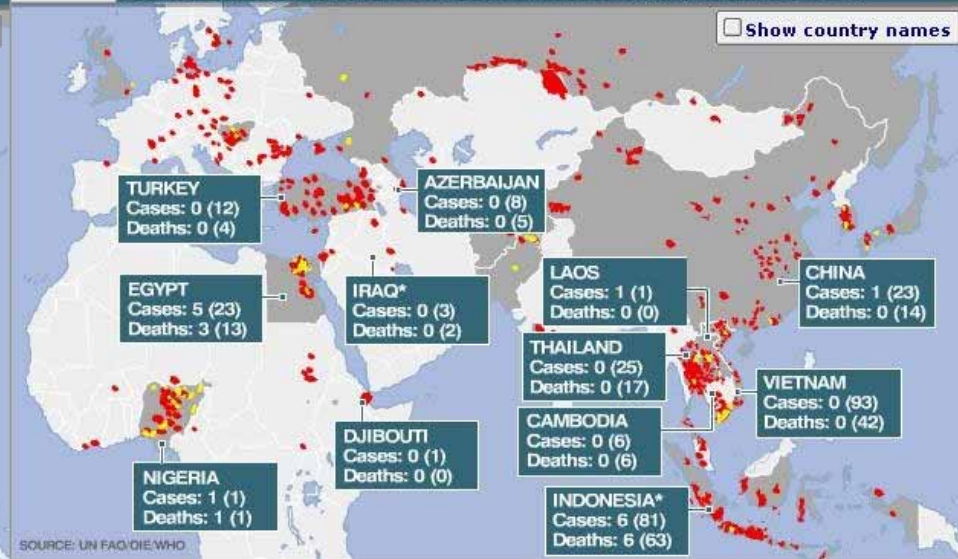 Show country names
TURKEY
Cases: 0 (12)
Deaths: 0 (4)
AZERBAIJAN
Cases: 0 (8)
Deaths: 0 (5)
EGYPT
Cases: 5 (23)
Deaths: 3 (13)
IRAQ*
Cases: 0 (3)
Deaths: 0 (2)
LAOS
Cases: 1 (1)
Deaths: 0 (0)
CHINA
Cases: 1 (23)
Deaths: 0 (14)
THAILAND
Cases: 0 (25)
Deaths: 0 (17)
VIETNAM
Cases: 0 (93)
Deaths: 0 (42)
CAMBODIA
Cases: 0 (6)
Deaths: 0 (6)
DJIBOUTI
Cases: 0 (1)
Deaths: 0 (0)
NIGERIA
Cases: 1 (1)
Deaths: 1 (1)
INDONESIA*
Cases: 6 (81)
Deaths: 6 (63)
SOURCE: UN FAO/OIE/WHO